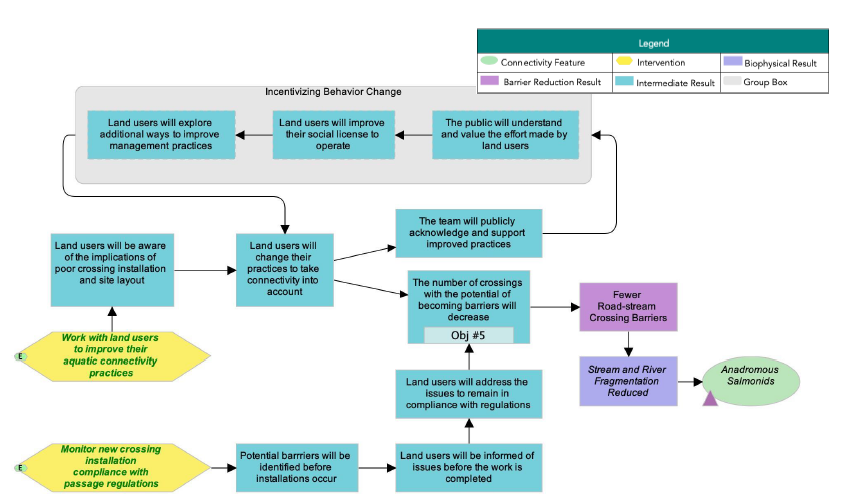 Legend
Connectivity Feature
Intervention
Biophysical Result
Barrier Reduction Result
Intermediate Result
Group Box
Incentivizing Behavior Change
Land users will explore
additional ways to improve
management practices
Land users will improve
their social license to
operate
The public will understand
and value the effort made by
land users
Land users will be aware
of the implications of
poor crossing installation
and site layout
Land users will
change their
practices to take
connectivity into
account
The team will publicly
acknowledge and support
improved practices
The number of crossings
with the potential of
becoming barriers will
decrease
Obj #5
Fewer
Road-stream
Crossing Barriers
Work with land users
to improve their
aquatic connectivity
practices
E
Stream and River
Fragmentation
Reduced
Anadromous
Salmonids
Land users will address the
issues to remain in
compliance with regulations
Monitor new crossing
installation
compliance with
passage regulations
E
Potential barrriers will be
identified before
installations occur
Land users will be informed of
issues before the work is
completed